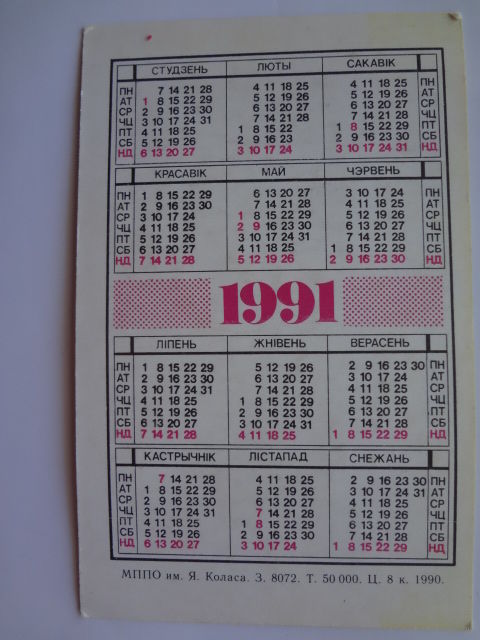 СТУДЗЕНЬ ЛЮТЫ САКАВІК
ПН 7 14 21 28 4 11 18 25 4 11 18 25 ПН
АТ 1 8 15 22 29 5 12 19 26 5 12 19 26 АТ
СР 2 9 16 23 30 6 13 20 27 6 13 20 27 СР
ЧЦ 3 10 17 24 31 7 14 21 28 7 14 21 28 ЧЦ
ПТ 4 11 18 25 1 8 15 22 1 8 15 22 29 ПТ
СБ 5 12 19 26 2 9 16 23 2 9 16 23 30 СБ
НД 6 13 20 27 3 10 17 24 3 10 17 24 31 НД
КРАСАВІК МАЙ ЧЭРВЕНЬ
ПН 1 8 15 22 29 6 13 20 27 3 10 17 24 ПН
АТ 2 9 16 23 30 7 14 21 28 4 11 18 25 АТ
СР 3 10 17 24 1 8 15 22 29 5 12 19 26 СР
ЧЦ 4 11 18 25 2 9 16 23 30 6 13 20 27 ЧЦ
ПТ 5 12 19 26 3 10 17 24 31 7 14 21 28 ПТ
СБ 6 13 20 27 4 11 18 25 1 8 15 22 29 СБ
НД 7 14 21 28 5 12 19 26 2 9 16 23 30 НД
1991
ЛІПЕНЬ ЖНІВЕНЬ ВЕРАСЕНЬ
ПН 1 8 15 22 29 5 12 19 26 2 9 16 23 30 ПН
АТ 2 9 16 23 30 6 13 20 27 3 10 17 24 АТ
СР 3 10 17 24 31 7 14 21 28 4 11 18 25 СР
ЧЦ 4 11 18 25 1 8 15 22 29 5 12 19 26 ЧЦ
ПТ 5 12 19 26 2 9 16 23 30 6 13 20 27 ПТ
СБ 6 13 20 27 3 10 17 24 31 7 14 21 28 СБ
НД 7 14 21 28 4 11 18 25 1 8 15 22 29 НД
КАСТРЫЧНІК ЛІСТАПАД СНЕЖАНЬ
ПН 7 14 21 28 4 11 18 25 2 9 16 23 30 ПН
АТ 1 8 15 22 29 5 12 19 26 3 10 17 24 31 АТ
СР 2 9 16 23 30 6 13 20 27 4 11 18 25 СР
ЧЦ 3 10 17 24 31 7 14 21 28 5 12 19 26 ЧЦ
ПТ 4 11 18 25 1 8 15 22 29 6 13 20 27 ПТ
СБ 5 12 19 26 2 9 16 23 30 7 14 21 28 СБ
НД 6 13 20 27 3 10 17 24 1 8 15 22 29 НД
МППО им. Я. Коласа. З. 8072. Т. 50 000. Ц. 8 к. 1990.